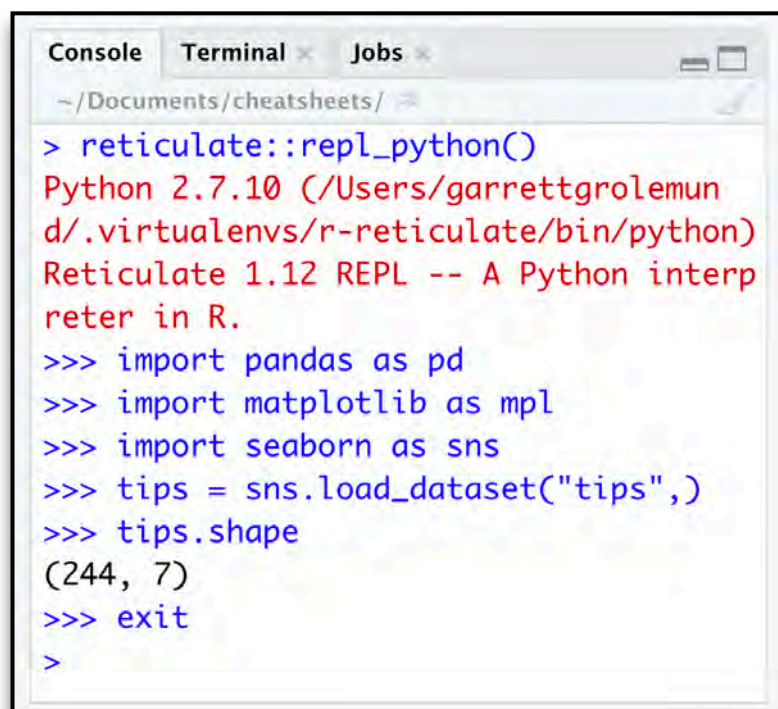 Console Terminal Jobs
~/Documents/cheatsheets/
> reticulate::repl_python()
Python 2.7.10 (/Users/garrettgrolemun
d/.virtualenvs/r-reticulate/bin/python)
Reticulate 1.12 REPL -- A Python interp
reter in R.
>>> import pandas as pd
>>> import matplotlib as mpl
>>> import seaborn as sns
>>> tips = sns.load_dataset("tips",)
>>> tips.shape
(244, 7)
>>> exit
>